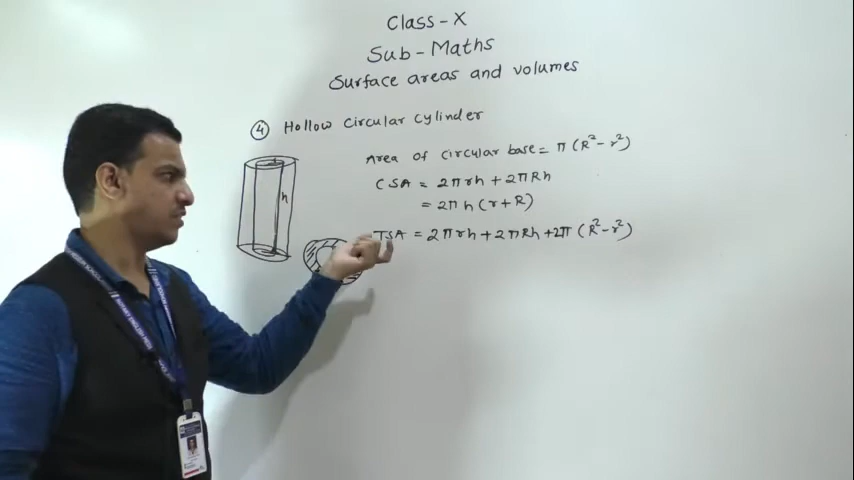 Class-X
Sub-Maths
Surface areas and volumes
④ Hollow circular cylinder
h
Area of circular base = π(R²-r²)
CSA = 2πrh + 2πRh
= 2πh(r+R)
TSA = 2πrh + 2πRh + 2π(R²-r²)